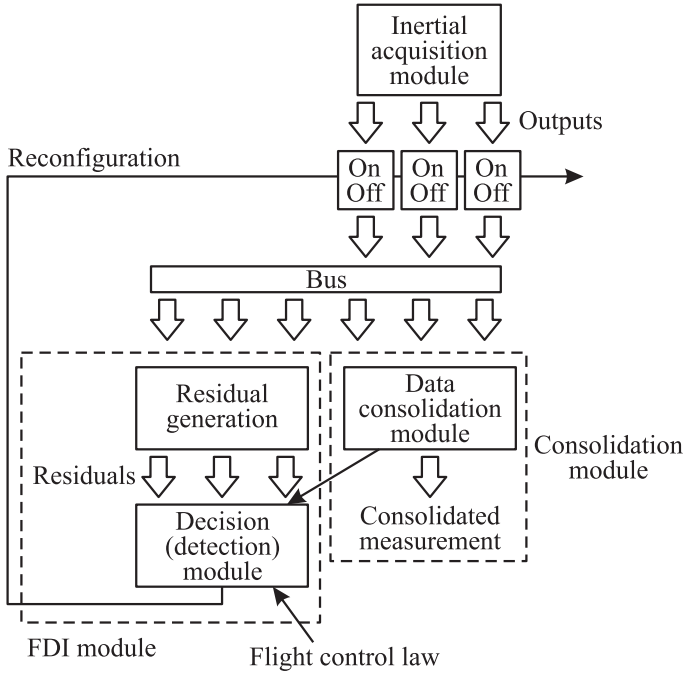 Inertial
acquisition
module
Outputs
Reconfiguration
On
Off
On
Off
On
Off
Bus
Residual
generation
Data
consolidation
module
Consolidation
module
Residuals
Decision
(detection)
module
Consolidated
measurement
FDI module
Flight control law